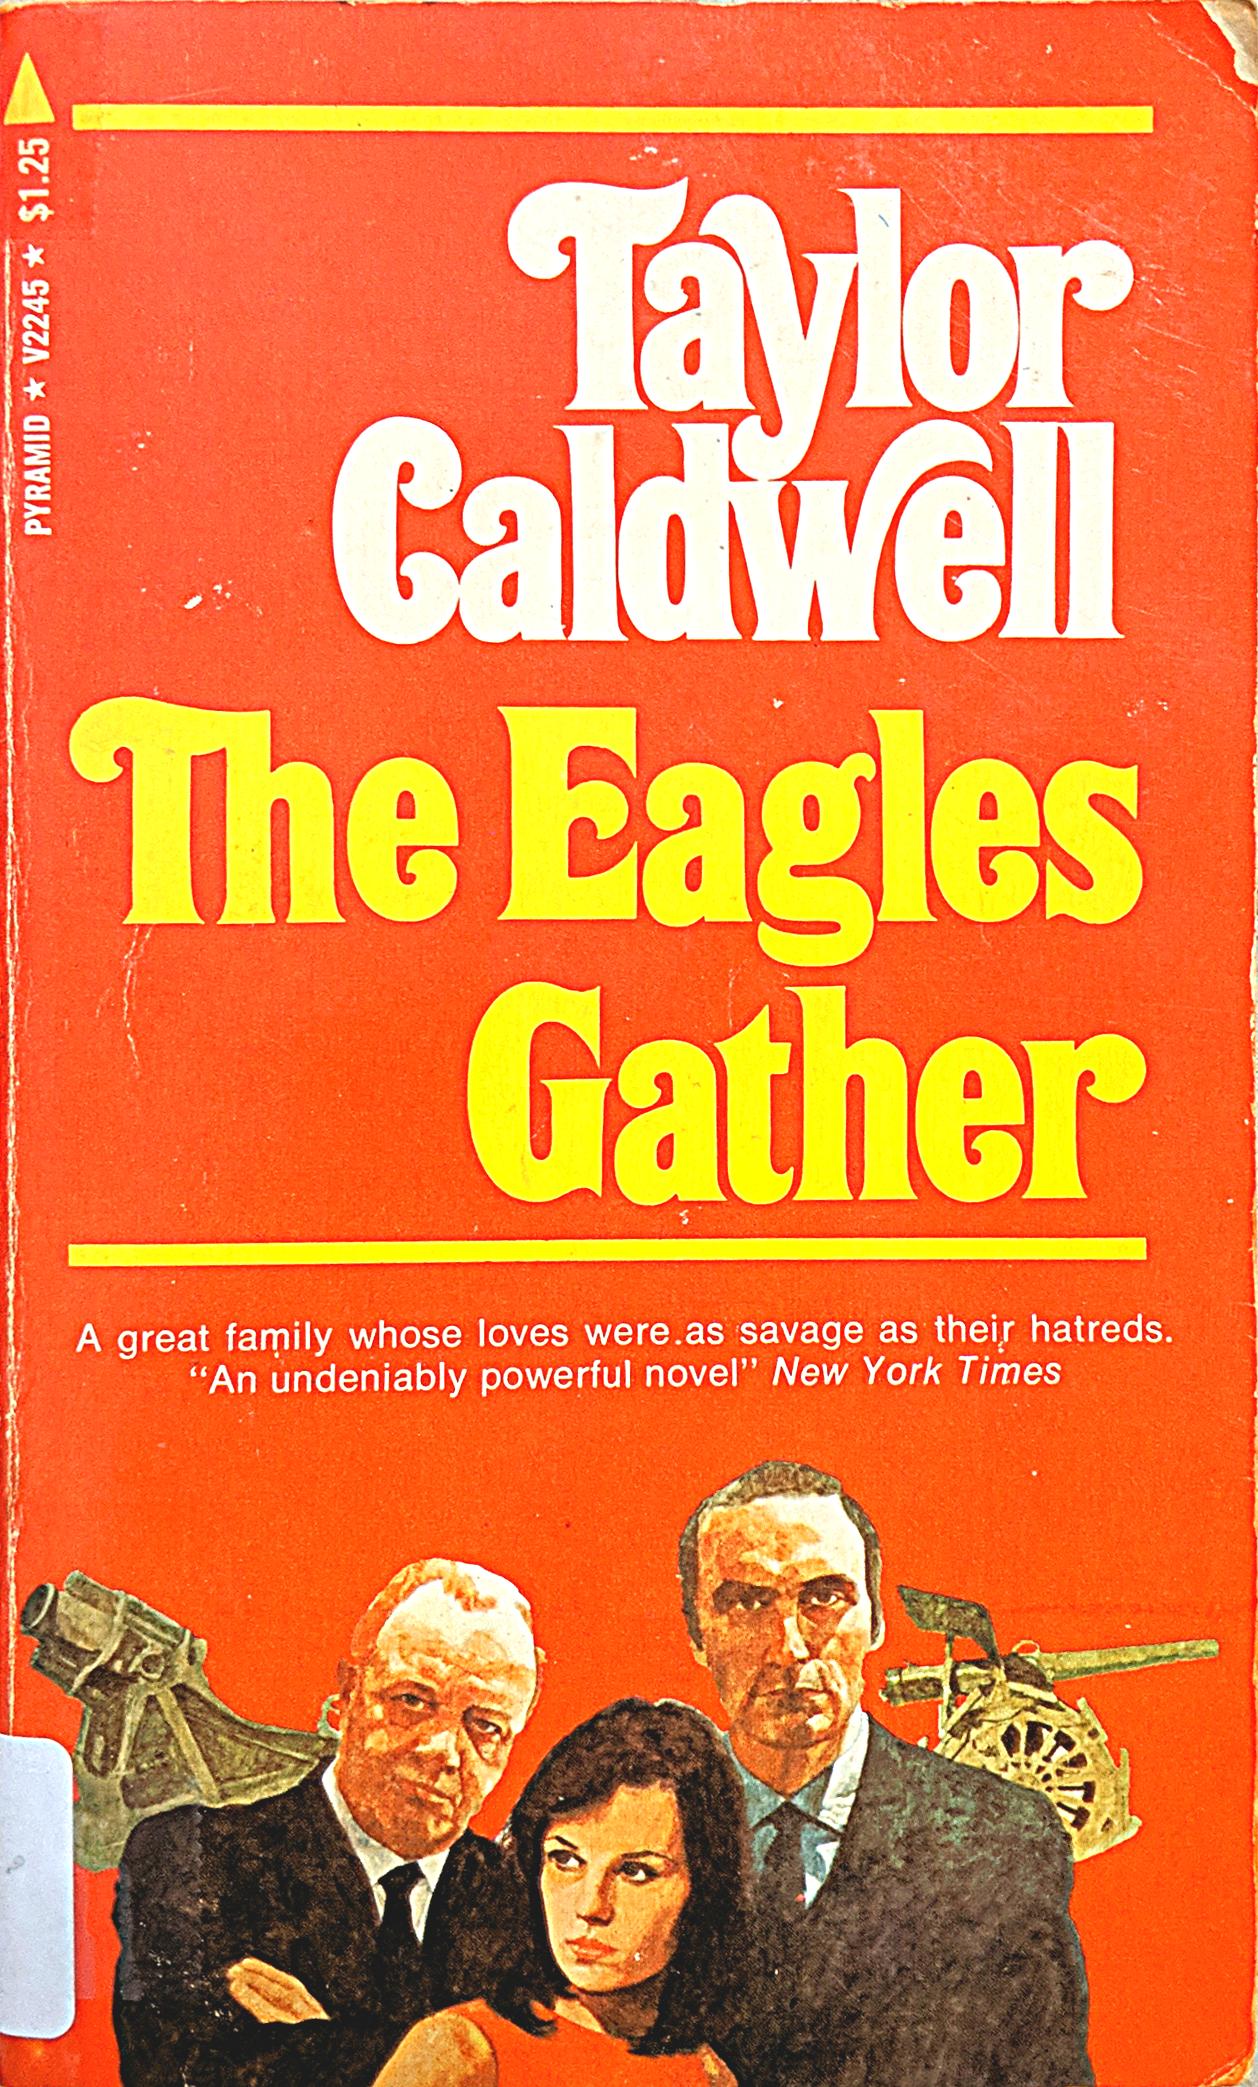 PYRAMID ★ V2245 ★ $1.25
Taylor
Caldwell
The Eagles
Gather
A great family whose loves were as savage as their hatreds.
“An undeniably powerful novel” New York Times